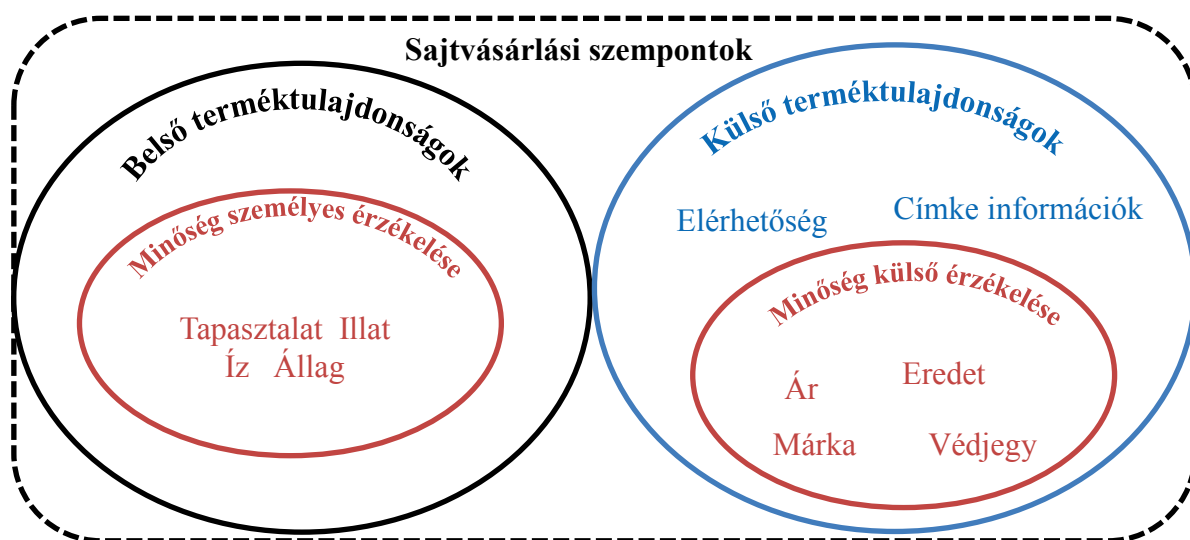 Sajtvásárlási szempontok
Belső terméktulajdonságok
Minőség személyes érzékelése
Tapasztalat Illat
Íz Állag
Külső terméktulajdonságok
Elérhetőség
Címke információk
Minőség külső érzékelése
Ár
Eredet
Márka
Védjegy